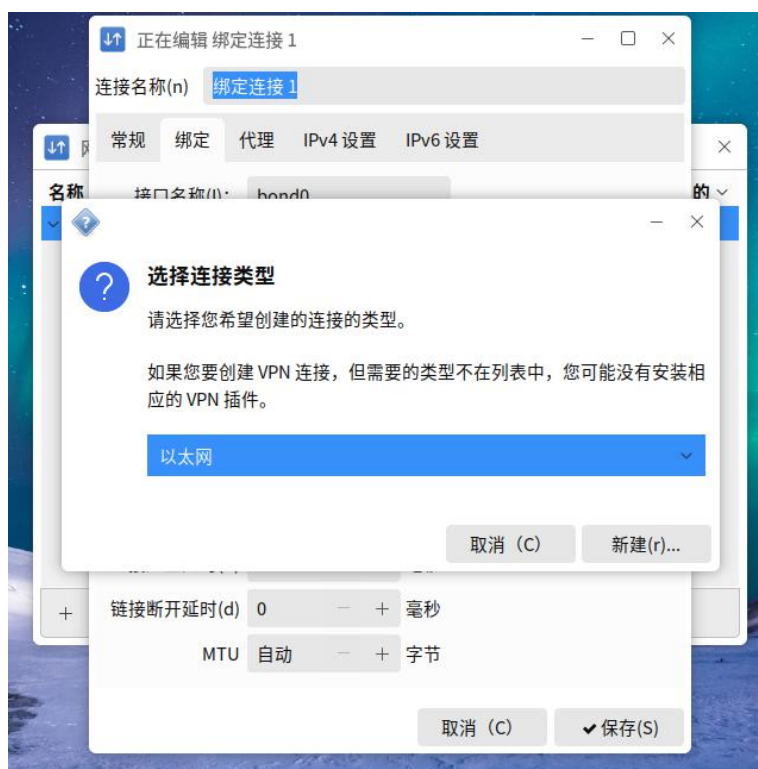 正在编辑 绑定连接 1
连接名称(n) 绑定连接 1
常规 绑定 代理 IPv4 设置 IPv6 设置
名称
的
接口名称(I): bond0
选择连接类型
请选择您希望创建的连接的类型。
如果您要创建 VPN 连接，但需要的类型不在列表中，您可能没有安装相
应的 VPN 插件。
以太网
取消（C） 新建(r)...
链接断开延时(d) 0 − + 毫秒
+
MTU 自动 − + 字节
取消（C） 保存(S)